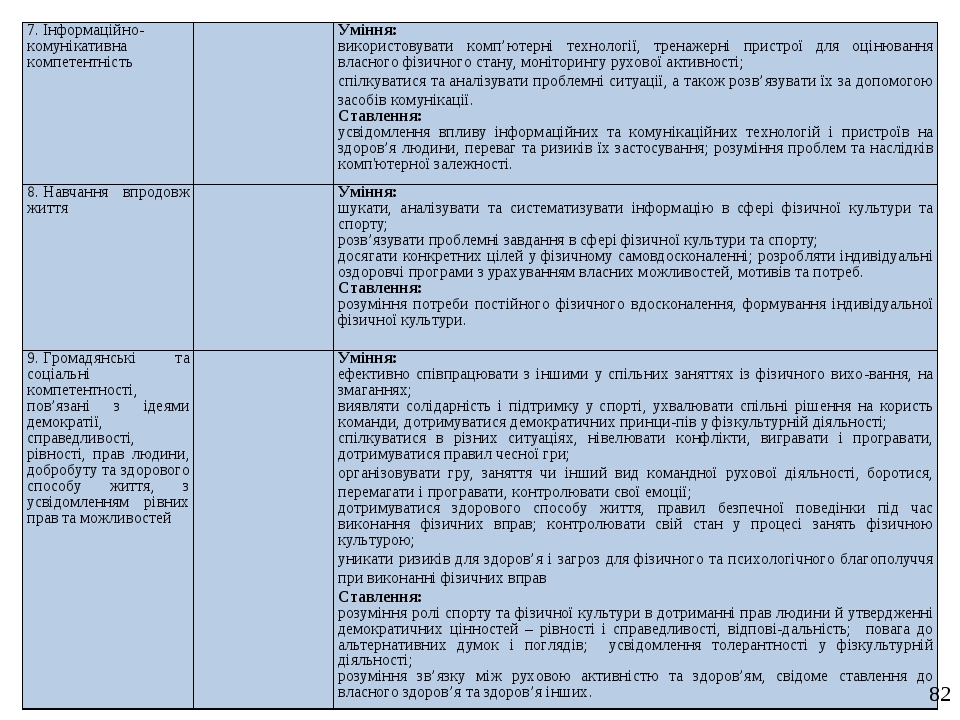 7. Інформаційно-
комунікативна
компетентність
Уміння:
використовувати комп’ютерні технології, тренажерні пристрої для оцінювання
власного фізичного стану, моніторингу рухової активності;
спілкуватися та аналізувати проблемні ситуації, а також розв’язувати їх за допомогою
засобів комунікації.
Ставлення:
усвідомлення впливу інформаційних та комунікаційних технологій і пристроїв на
здоров’я людини, переваг та ризиків їх застосування; розуміння проблем та наслідків
комп'ютерної залежності.
8. Навчання впродовж
життя
Уміння:
шукати, аналізувати та систематизувати інформацію в сфері фізичної культури та
спорту;
розв’язувати проблемні завдання в сфері фізичної культури та спорту;
досягати конкретних цілей у фізичному самовдосконаленні; розробляти індивідуальні
оздоровчі програми з урахуванням власних можливостей, мотивів та потреб.
Ставлення:
розуміння потреби постійного фізичного вдосконалення, формування індивідуальної
фізичної культури.
9. Громадянські та
соціальні
компетентності,
пов’язані з ідеями
демократії,
справедливості,
рівності, прав людини,
добробуту та здорового
способу життя, з
усвідомленням рівних
прав та можливостей
Уміння:
ефективно співпрацювати з іншими у спільних заняттях із фізичного вихо-вання, на
змаганнях;
виявляти солідарність і підтримку у спорті, ухвалювати спільні рішення на користь
команди, дотримуватися демократичних принци-пів у фізкультурній діяльності;
спілкуватися в різних ситуаціях, нівелювати конфлікти, вигравати і програвати,
дотримуватися правил чесної гри;
організовувати гру, заняття чи інший вид командної рухової діяльності, боротися,
перемагати і програвати, контролювати свої емоції;
дотримуватися здорового способу життя, правил безпечної поведінки під час
виконання фізичних вправ; контролювати свій стан у процесі занять фізичною
культурою;
уникати ризиків для здоров’я і загроз для фізичного та психологічного благополуччя
при виконанні фізичних вправ
Ставлення:
розуміння ролі спорту та фізичної культури в дотриманні прав людини й утвердженні
демократичних цінностей – рівності і справедливості, відпові-дальність; повага до
альтернативних думок і поглядів; усвідомлення толерантності у фізкультурній
діяльності;
розуміння зв’язку між руховою активністю та здоров’ям, свідоме ставлення до
власного здоров’я та здоров’я інших.
82